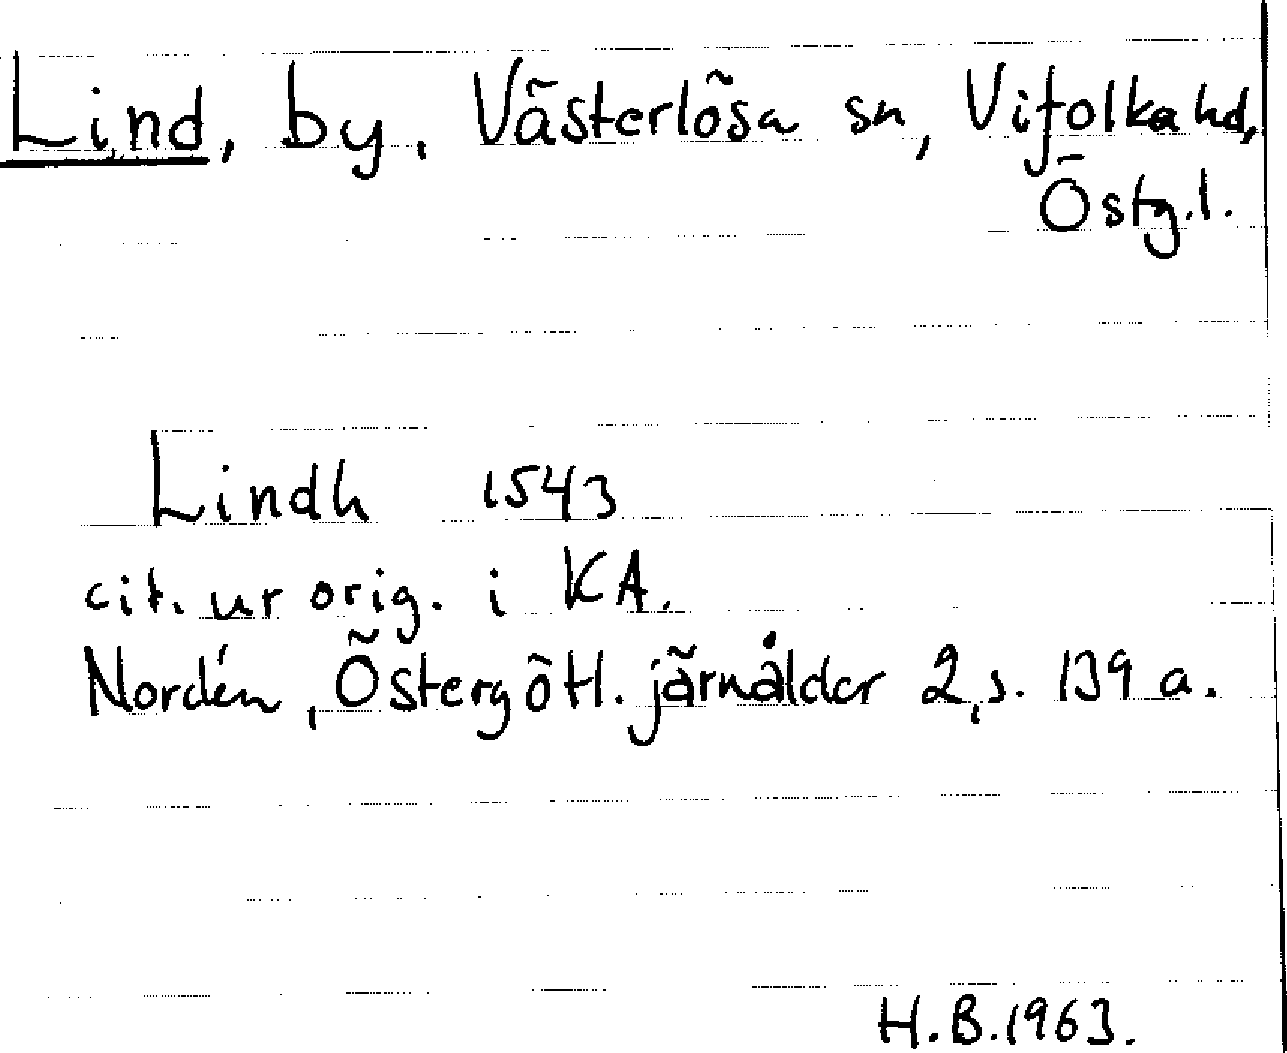 Lind, by, Västerlösa sn, Vifolka hd,
Östg.l.
Lindh 1543
cit. ur orig. i KA.
Nordén, Östergötl. järnålder 2, s. 139 a.
H.B. 1963.